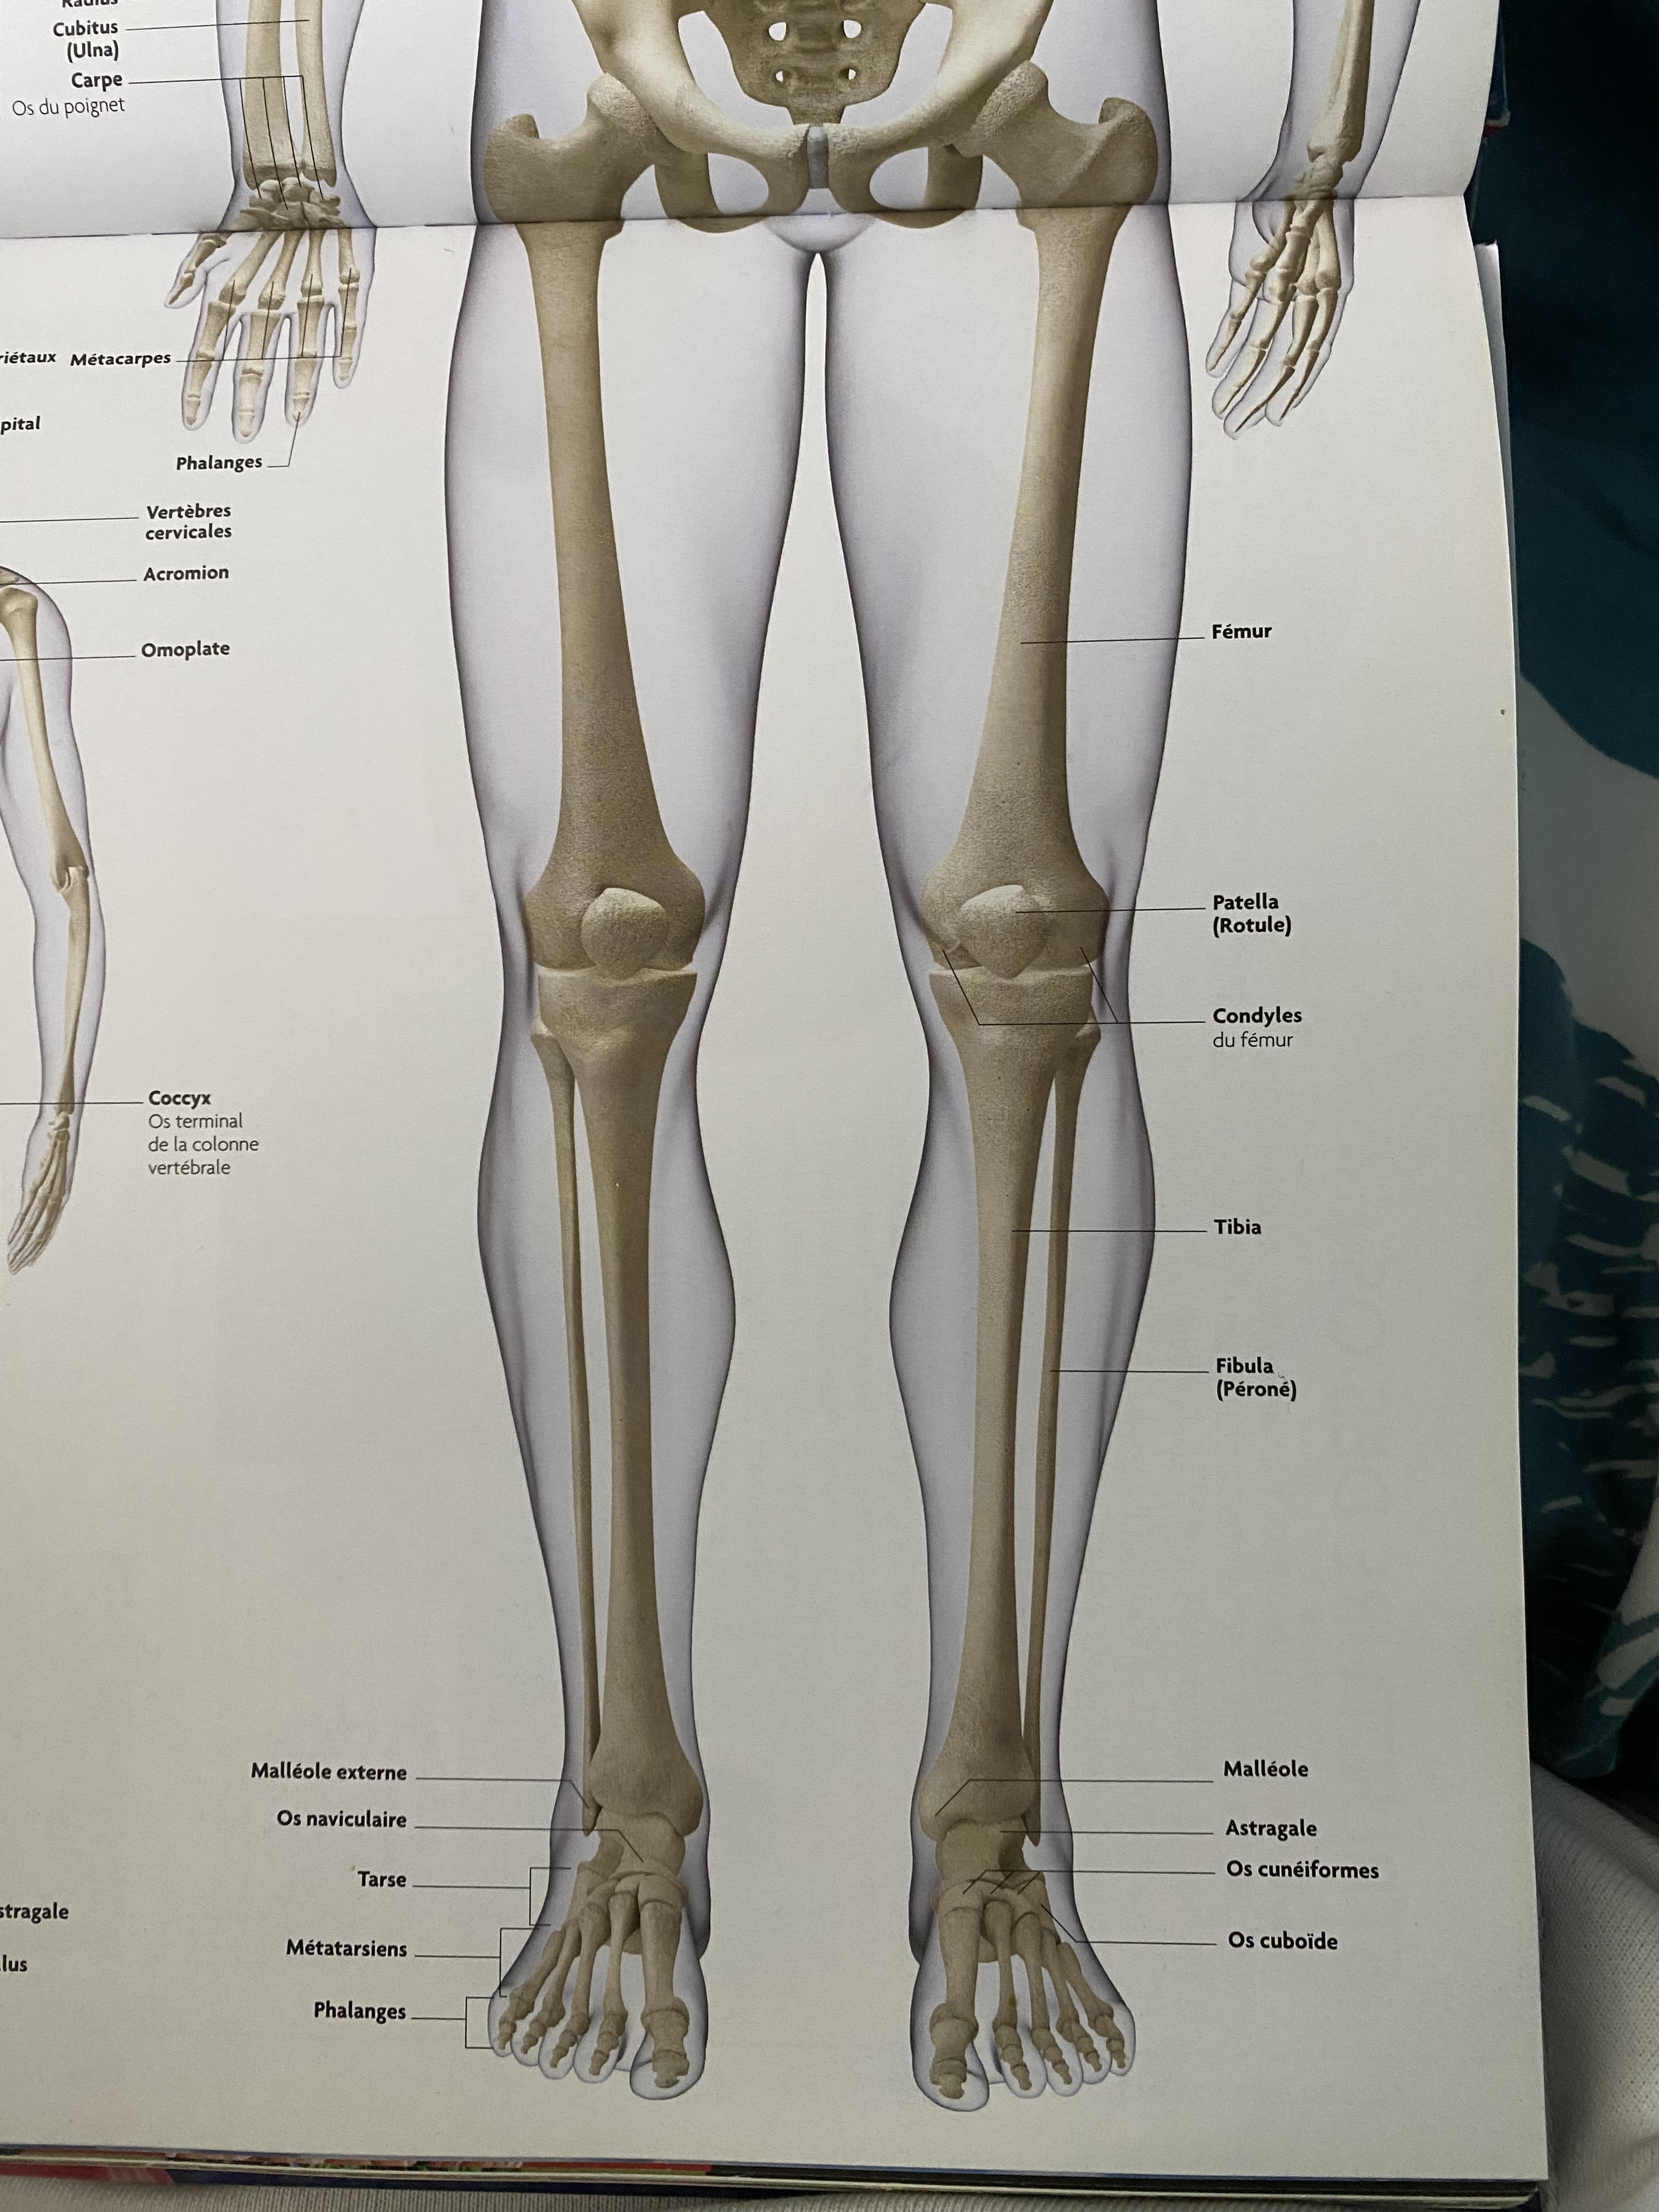 Radius
Cubitus
(Ulna)
Carpe
Os du poignet
riétaux
Métacarpes
pital
Phalanges
Vertèbres
cervicales
Acromion
Omoplate
Fémur
Patella
(Rotule)
Condyles
du fémur
Coccyx
Os terminal
de la colonne
vertébrale
Tibia
Fibula
(Péroné)
Malléole externe
Os naviculaire
Tarse
Métatarsiens
Phalanges
Malléole
Astragale
Os cunéiformes
Os cuboïde
stragale
lus